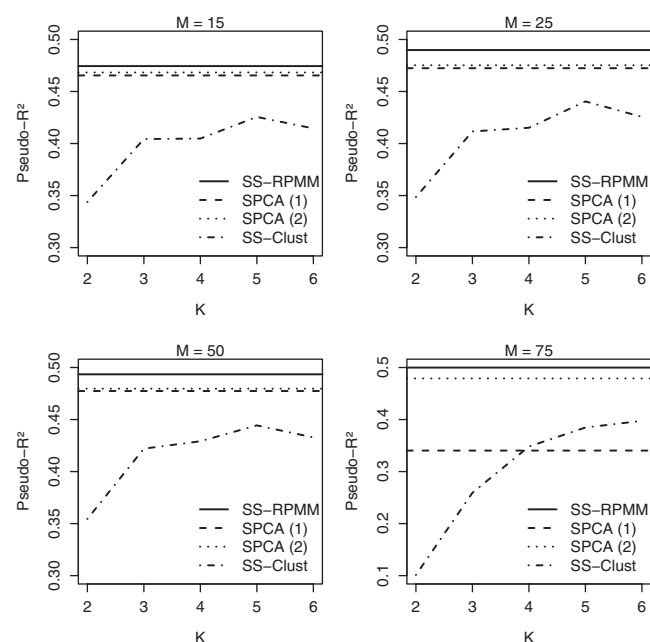 M = 15
Pseudo−R²
0.50
0.45
0.40
0.35
0.30
SS−RPMM
SPCA (1)
SPCA (2)
SS−Clust
2 3 4 5 6
K
M = 25
Pseudo−R²
0.50
0.45
0.40
0.35
0.30
SS−RPMM
SPCA (1)
SPCA (2)
SS−Clust
2 3 4 5 6
K
M = 50
Pseudo−R²
0.50
0.45
0.40
0.35
0.30
SS−RPMM
SPCA (1)
SPCA (2)
SS−Clust
2 3 4 5 6
K
M = 75
Pseudo−R²
0.5
0.4
0.3
0.2
0.1
SS−RPMM
SPCA (1)
SPCA (2)
SS−Clust
2 3 4 5 6
K